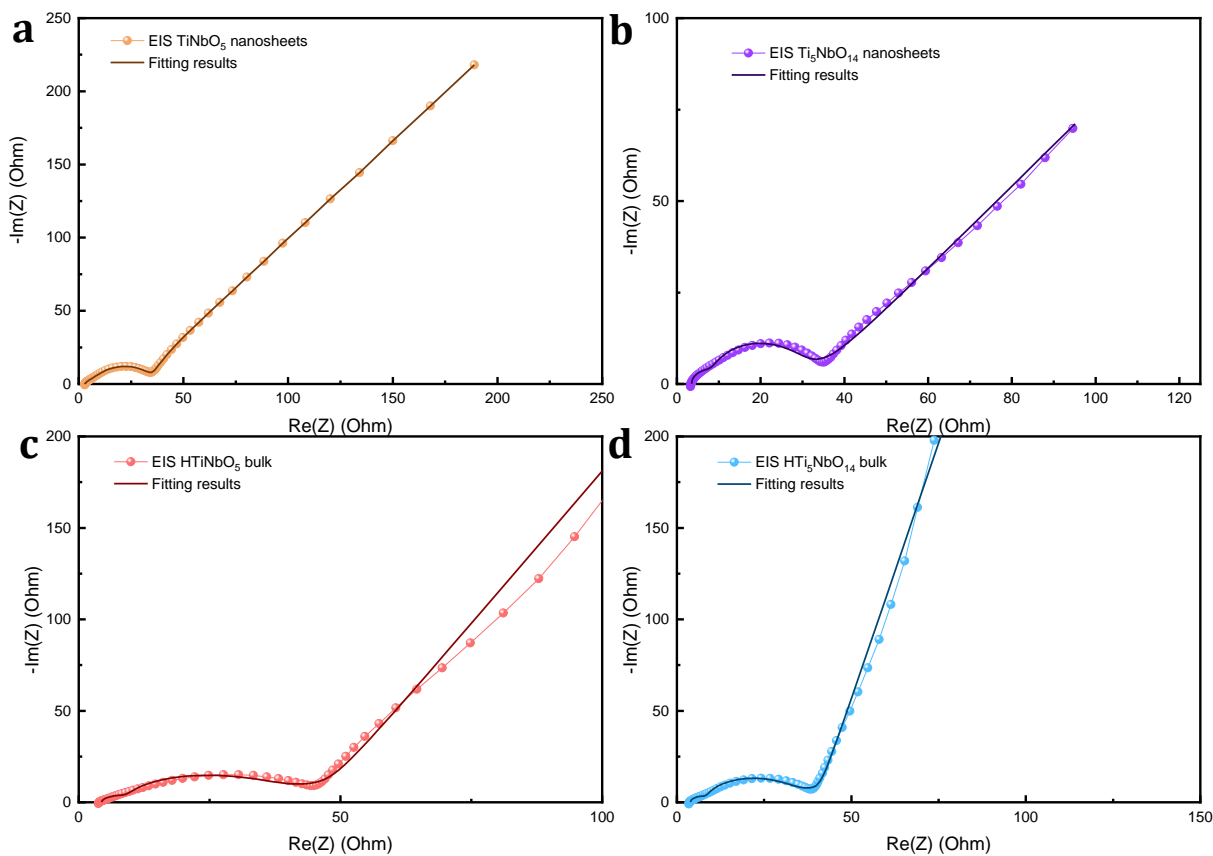 a
EIS TiNbO₅ nanosheets
Fitting results
250
200
150
100
50
0
-Im(Z) (Ohm)
0 50 100 150 200 250
Re(Z) (Ohm)
b
EIS Ti₅NbO₁₄ nanosheets
Fitting results
100
75
50
25
0
-Im(Z) (Ohm)
0 20 40 60 80 100 120
Re(Z) (Ohm)
c
EIS HTiNbO₅ bulk
Fitting results
200
150
100
50
0
-Im(Z) (Ohm)
0 50 100
Re(Z) (Ohm)
d
EIS HTi₅NbO₁₄ bulk
Fitting results
200
150
100
50
0
-Im(Z) (Ohm)
0 50 100 150
Re(Z) (Ohm)